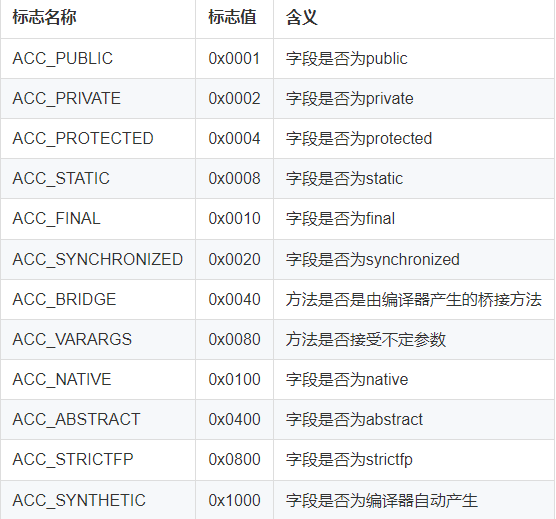 标志名称 标志值 含义
ACC_PUBLIC 0x0001 字段是否为public
ACC_PRIVATE 0x0002 字段是否为private
ACC_PROTECTED 0x0004 字段是否为protected
ACC_STATIC 0x0008 字段是否为static
ACC_FINAL 0x0010 字段是否为final
ACC_SYNCHRONIZED 0x0020 字段是否为synchronized
ACC_BRIDGE 0x0040 方法是否是由编译器产生的桥接方法
ACC_VARARGS 0x0080 方法是否接受不定参数
ACC_NATIVE 0x0100 字段是否为native
ACC_ABSTRACT 0x0400 字段是否为abstract
ACC_STRICTFP 0x0800 字段是否为strictfp
ACC_SYNTHETIC 0x1000 字段是否为编译器自动产生